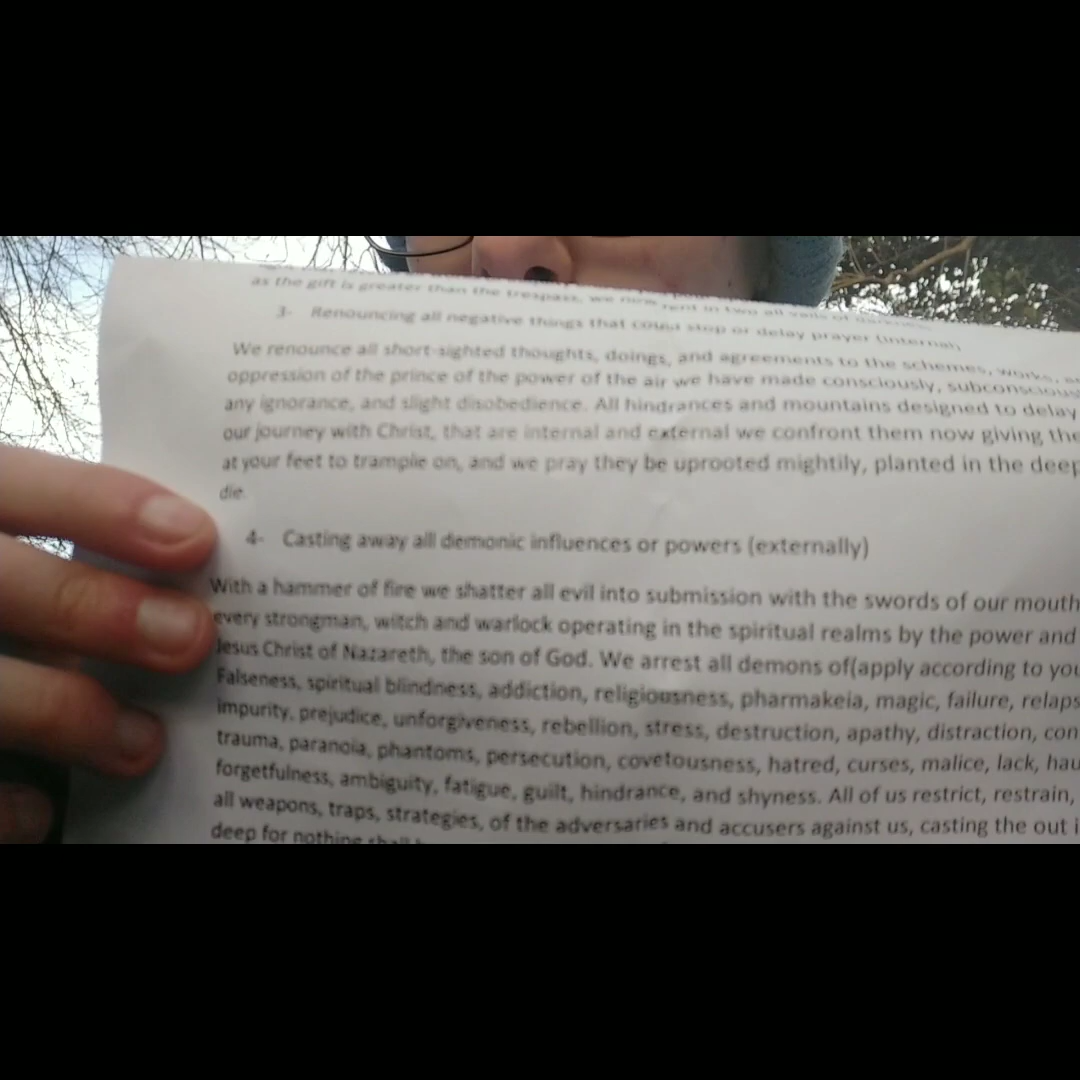 as the gift is greater than the trespass, we now rent in two all vails of
3- Renouncing all negative things that could stop or delay prayer (internal)
We renounce all short-sighted thoughts, doings, and agreements to the schemes, works,
oppression of the prince of the power of the air we have made consciously,
any ignorance, and slight disobedience. All hindrances and mountains designed to delay
our journey with Christ, that are internal and external we confront them now giving
at your feet to trample on, and we pray they be uprooted mightily, planted in the
die.
4- Casting away all demonic influences or powers (externally)
With a hammer of fire we shatter all evil into submission with the swords of our mouth
every strongman, witch and warlock operating in the spiritual realms by the power and
Jesus Christ of Nazareth, the son of God. We arrest all demons of(apply according to
Falseness, spiritual blindness, addiction, religiousness, pharmakeia, magic, failure,
impurity, prejudice, unforgiveness, rebellion, stress, destruction, apathy, distraction,
trauma, paranoia, phantoms, persecution, covetousness, hatred, curses, malice, lack,
forgetfulness, ambiguity, fatigue, guilt, hindrance, and shyness. All of us restrict, restrain,
all weapons, traps, strategies, of the adversaries and accusers against us, casting the out
deep for nothing